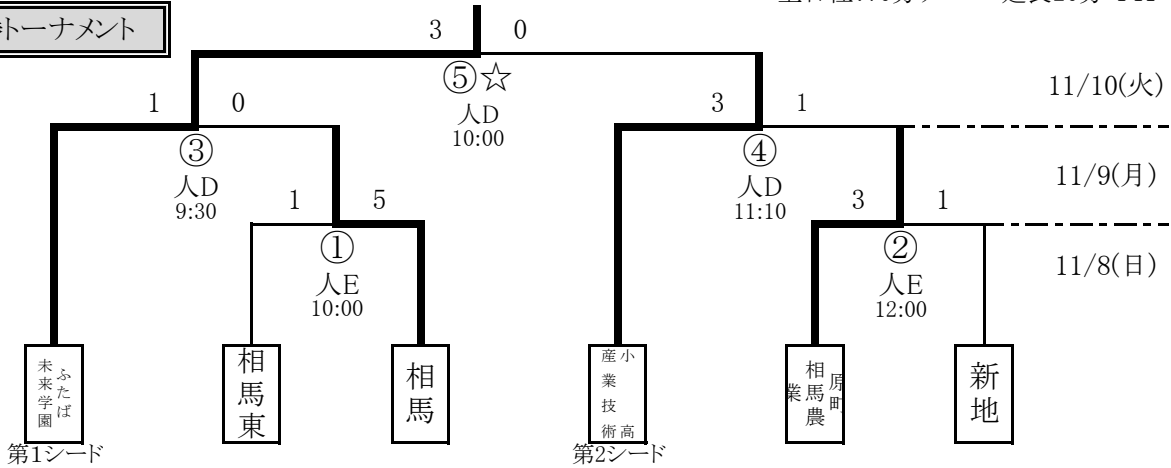 トーナメント
3 0
⑤☆
人D
10:00
11/10(火)
1 0
3 1
③
人D
9:30
④
人D
11:10
11/9(月)
1 5
3 1
①
人E
10:00
②
人E
12:00
11/8(日)
ふたば
未来学園
相馬東
相馬
小高
産業技術
原町
相馬農
業
新地
第1シード
第2シード